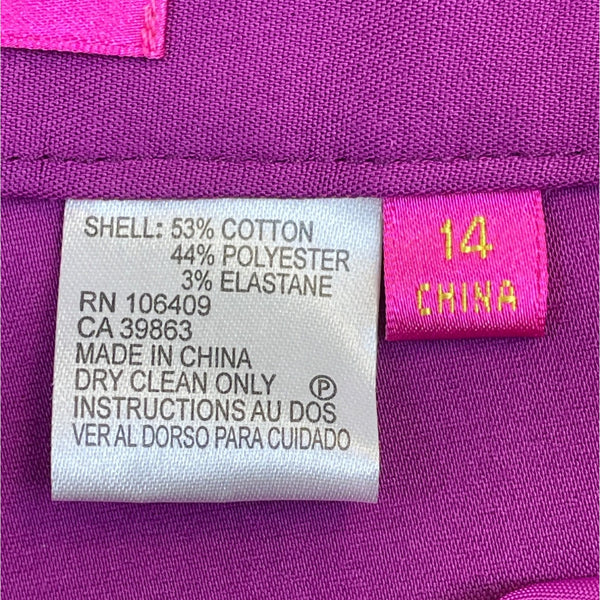 SHELL: 53% COTTON
44% POLYESTER
3% ELASTANE
RN 106409
CA 39863
MADE IN CHINA
DRY CLEAN ONLY Ⓟ
INSTRUCTIONS AU DOS
VER AL DORSO PARA CUIDADO
14
CHINA